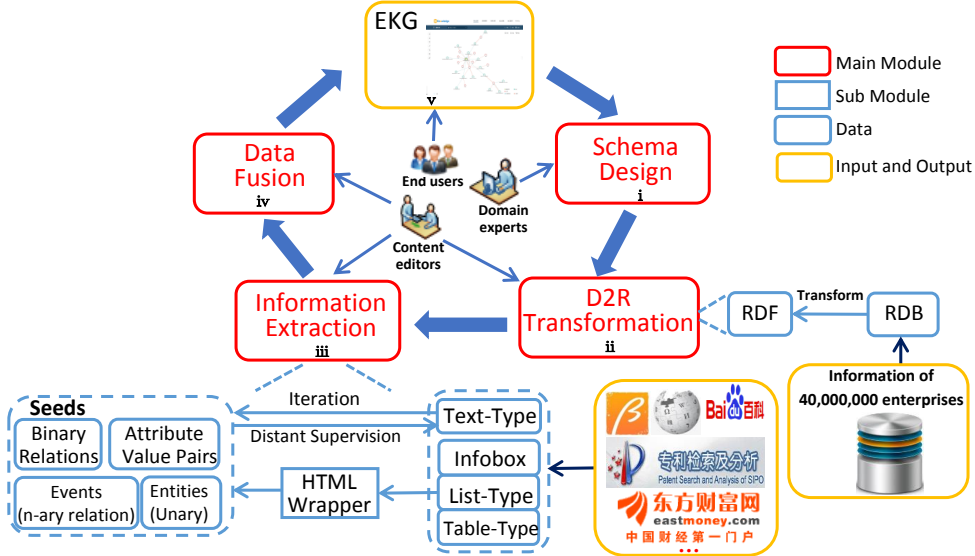 EKG
v
Main Module
Sub Module
Data
Input and Output
Data
Fusion
iv
End users
Schema
Design
i
Domain
experts
Content
editors
Information
Extraction
iii
D2R
Transformation
ii
RDF
Transform
RDB
Information of
40,000,000 enterprises
Seeds
Binary
Relations
Attribute
Value Pairs
Events
(n-ary relation)
Entities
(Unary)
Iteration
Distant Supervision
HTML
Wrapper
Text-Type
Infobox
List-Type
Table-Type
Bai du 百科
专利检索及分析
Patent Search and Analysis of SIPO
东方财富网
eastmoney.com
中国财经第一门户
...